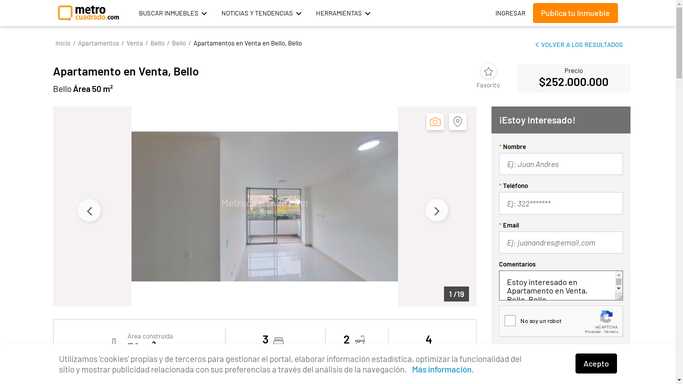 metro
cuadrado.com
BUSCAR INMUEBLES
NOTICIAS Y TENDENCIAS
HERRAMIENTAS
INGRESAR
Publica tu Inmueble
Inicio / Apartamentos / Venta / Bello / Bello / Apartamentos en Venta en Bello, Bello
VOLVER A LOS RESULTADOS
Apartamento en Venta, Bello
Bello Área 50 m²
Favorito
Precio
$252.000.000
1 /19
¡Estoy Interesado!
* Nombre
Ej: Juan Andres
* Teléfono
Ej: 322*******
* Email
Ej: juanandres@email.com
Comentarios
Estoy interesado en
Apartamento en Venta,
Bello, Bello
No soy un robot
reCAPTCHA
Privacidad - Términos
Área construida
3
2
4
Utilizamos 'cookies' propias y de terceros para gestionar el portal, elaborar información estadística, optimizar la funcionalidad del
sitio y mostrar publicidad relacionada con sus preferencias a través del análisis de la navegación. Más información.
Acepto